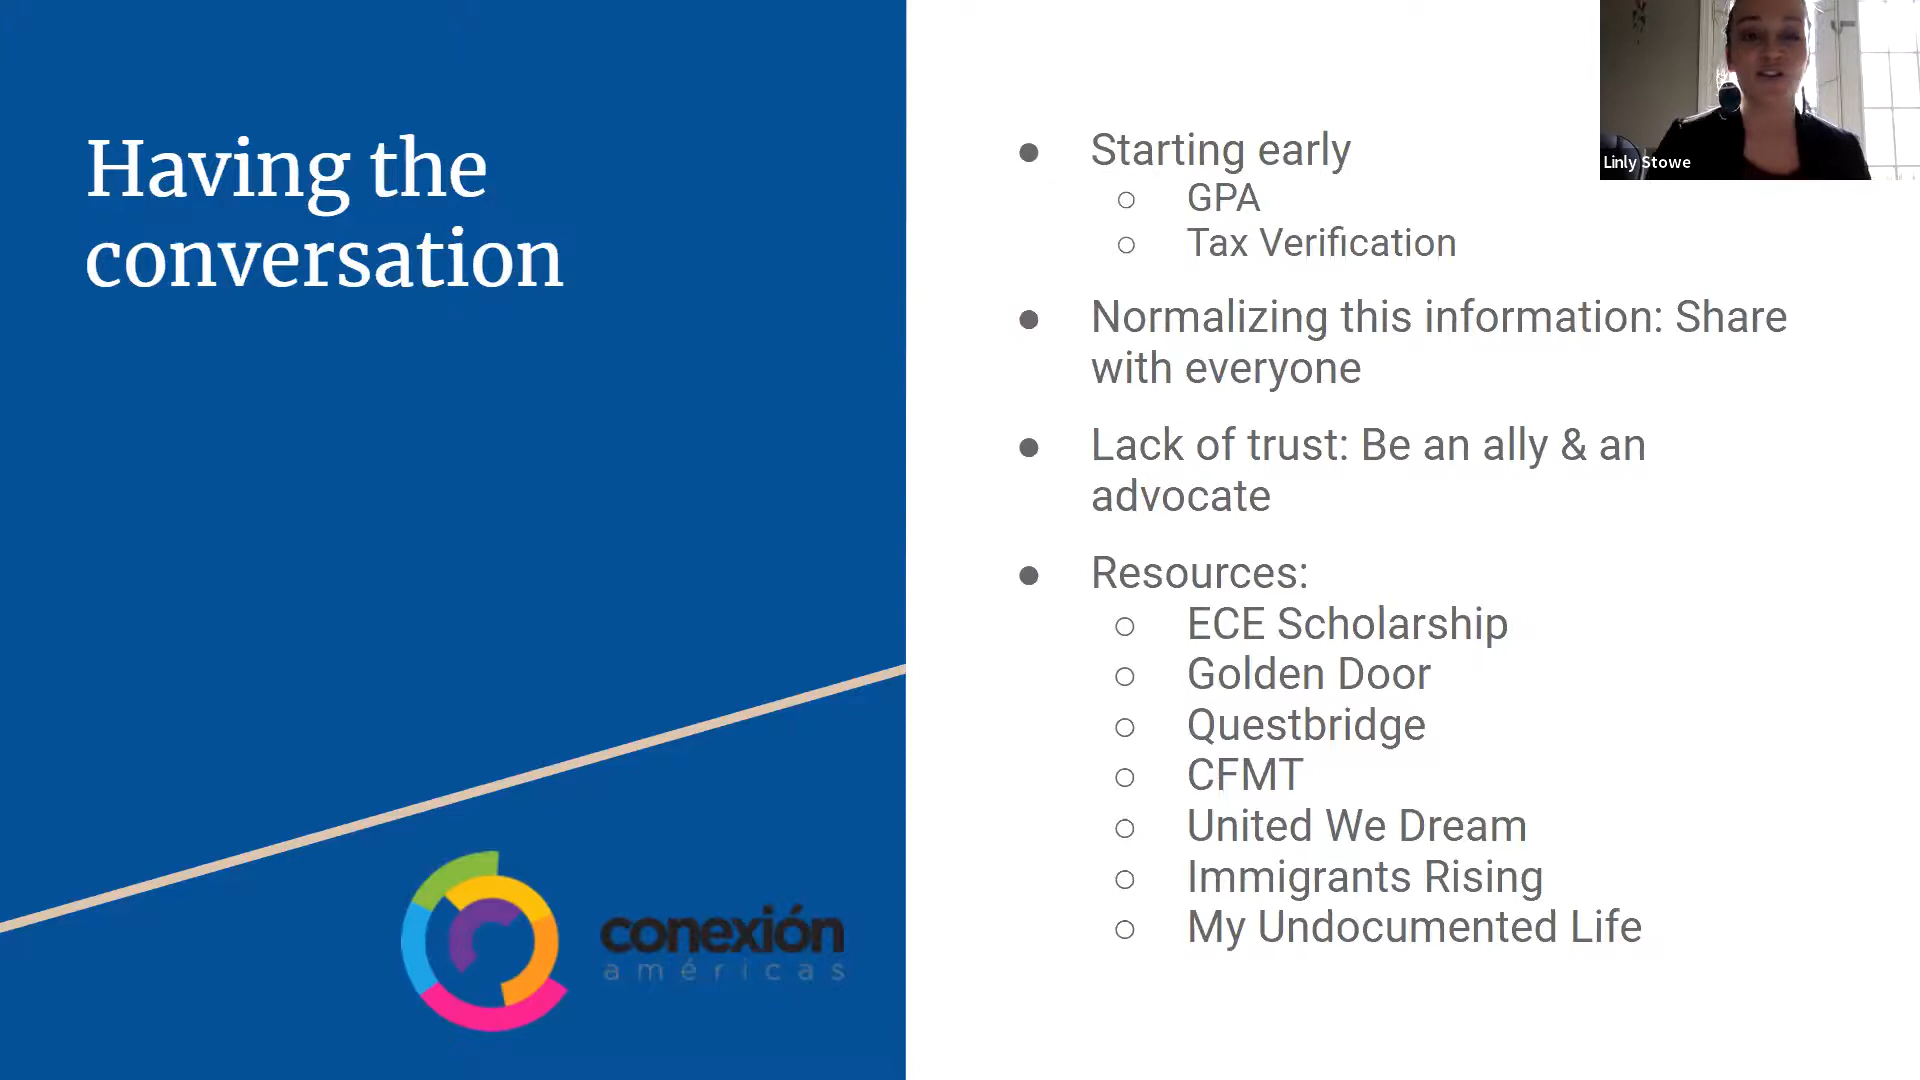 Having the
conversation
conexión
américas
Linly Stowe
● Starting early
○ GPA
○ Tax Verification
● Normalizing this information: Share
with everyone
● Lack of trust: Be an ally & an
advocate
● Resources:
○ ECE Scholarship
○ Golden Door
○ Questbridge
○ CFMT
○ United We Dream
○ Immigrants Rising
○ My Undocumented Life